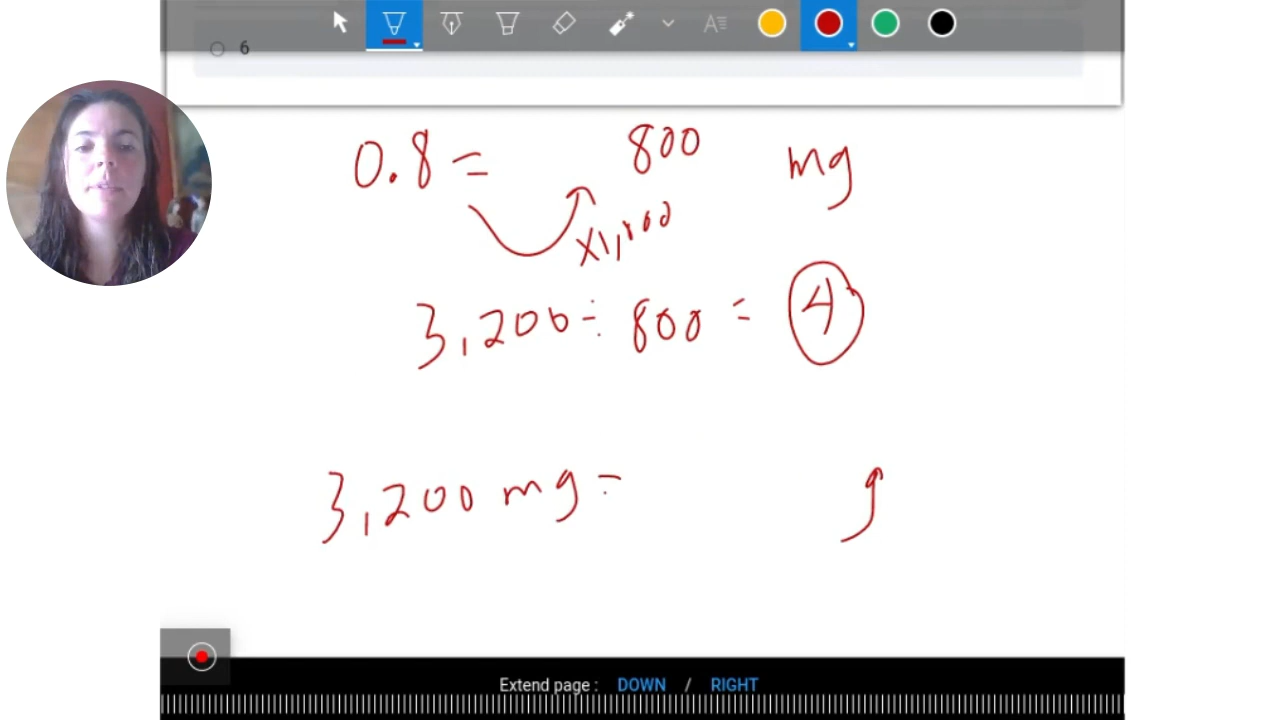 6
0.8 = 800 mg
x1,000
3,200 ÷ 800 = 4
3,200 mg = g
Extend page : DOWN / RIGHT